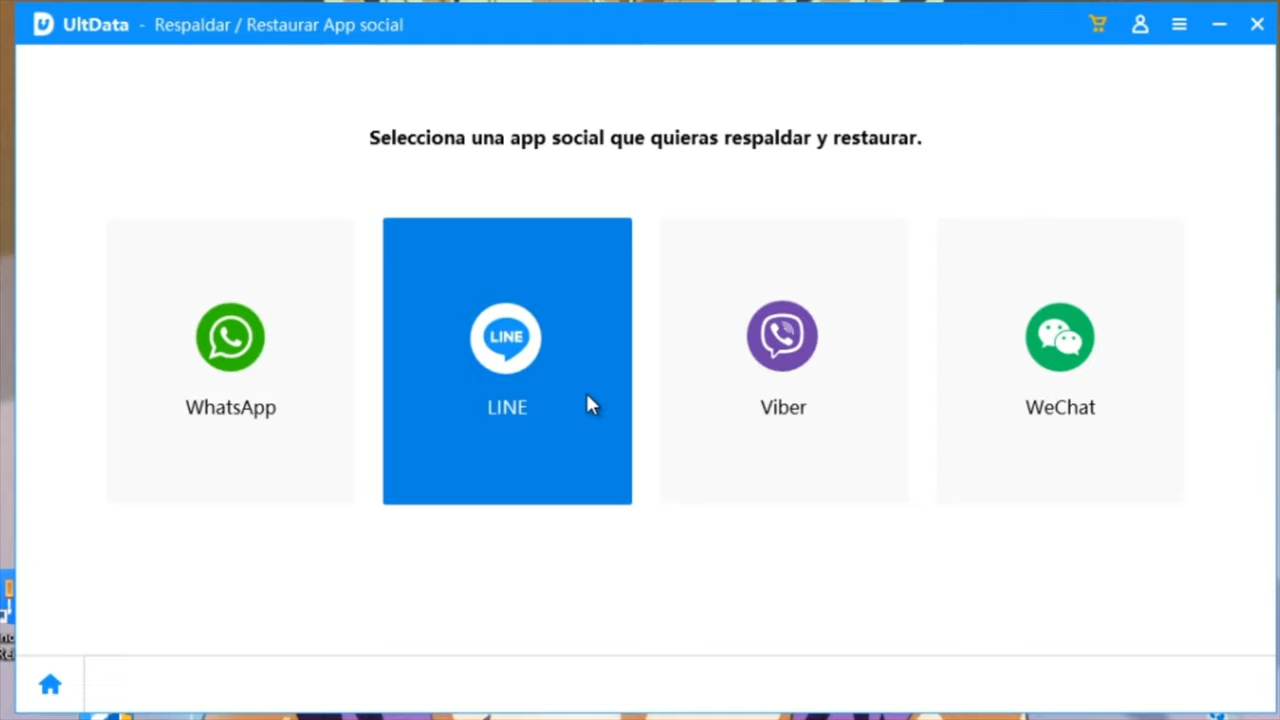 UltData - Respaldar / Restaurar App social
Selecciona una app social que quieras respaldar y restaurar.
LINE
WhatsApp
LINE
Viber
WeChat